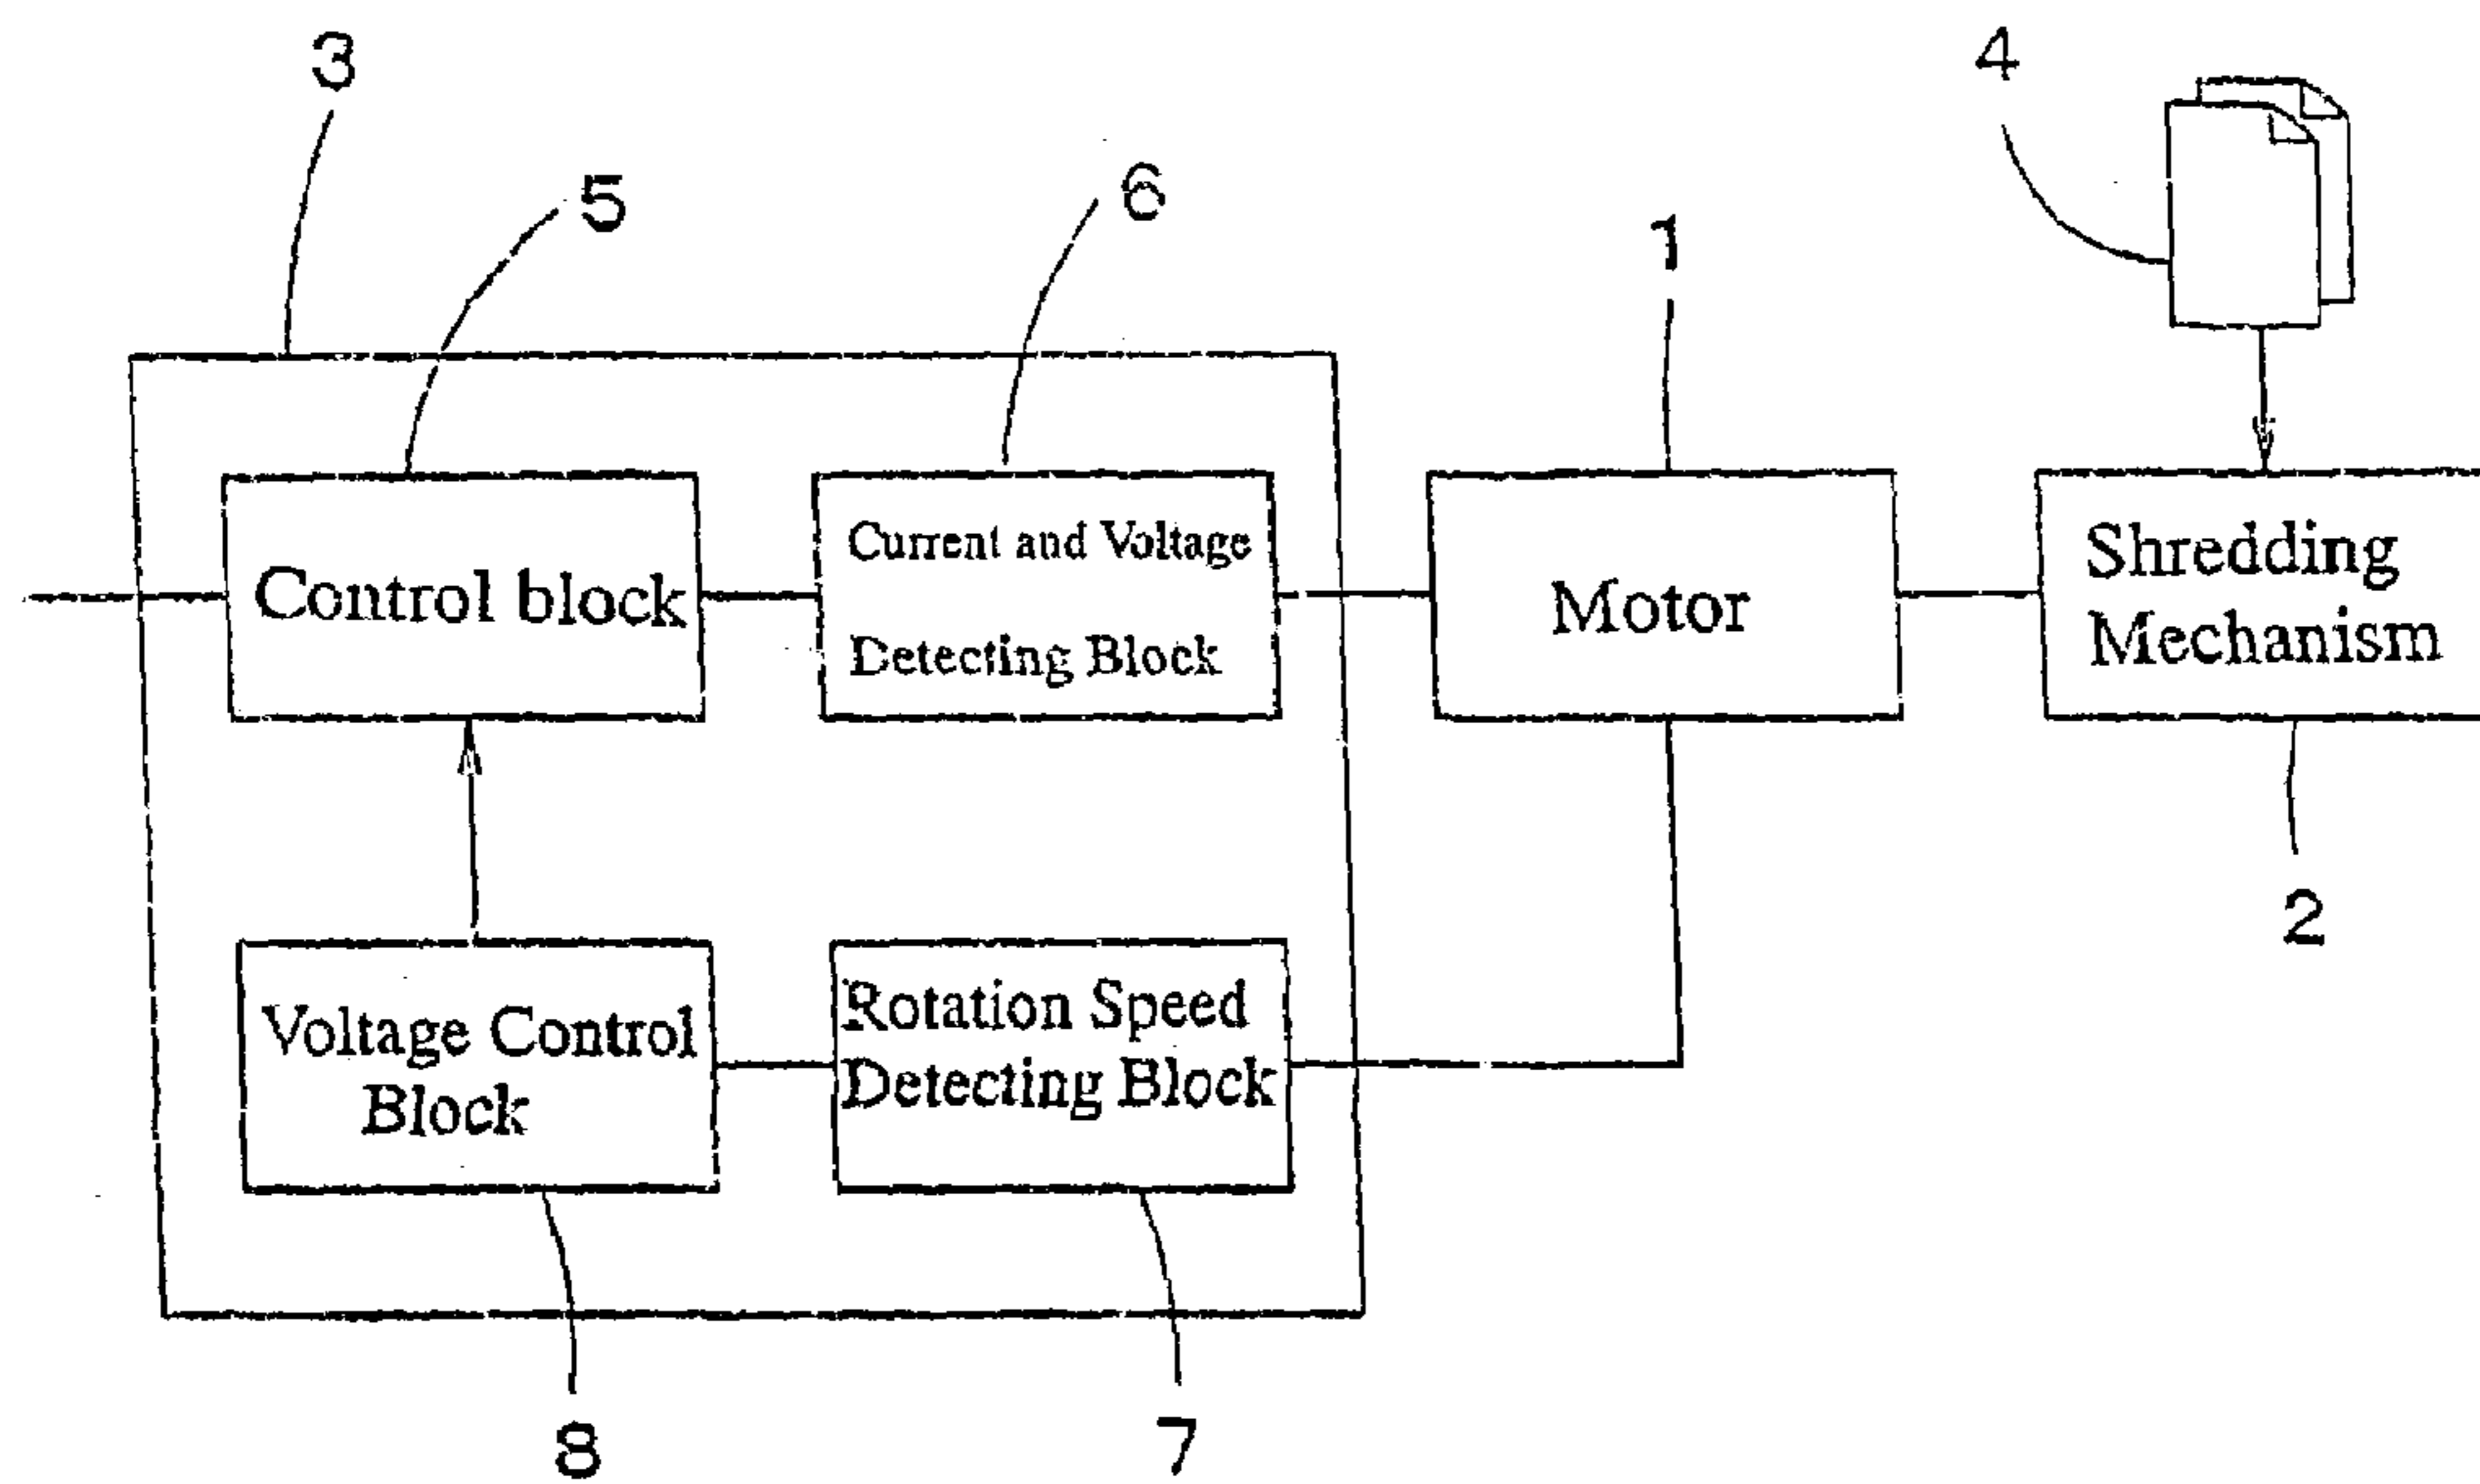 3
4
5
6
1
Control block
Current and Voltage
Detecting Block
Motor
Shredding
Mechanism
2
Voltage Control
Block
Rotation Speed
Detecting Block
8
7